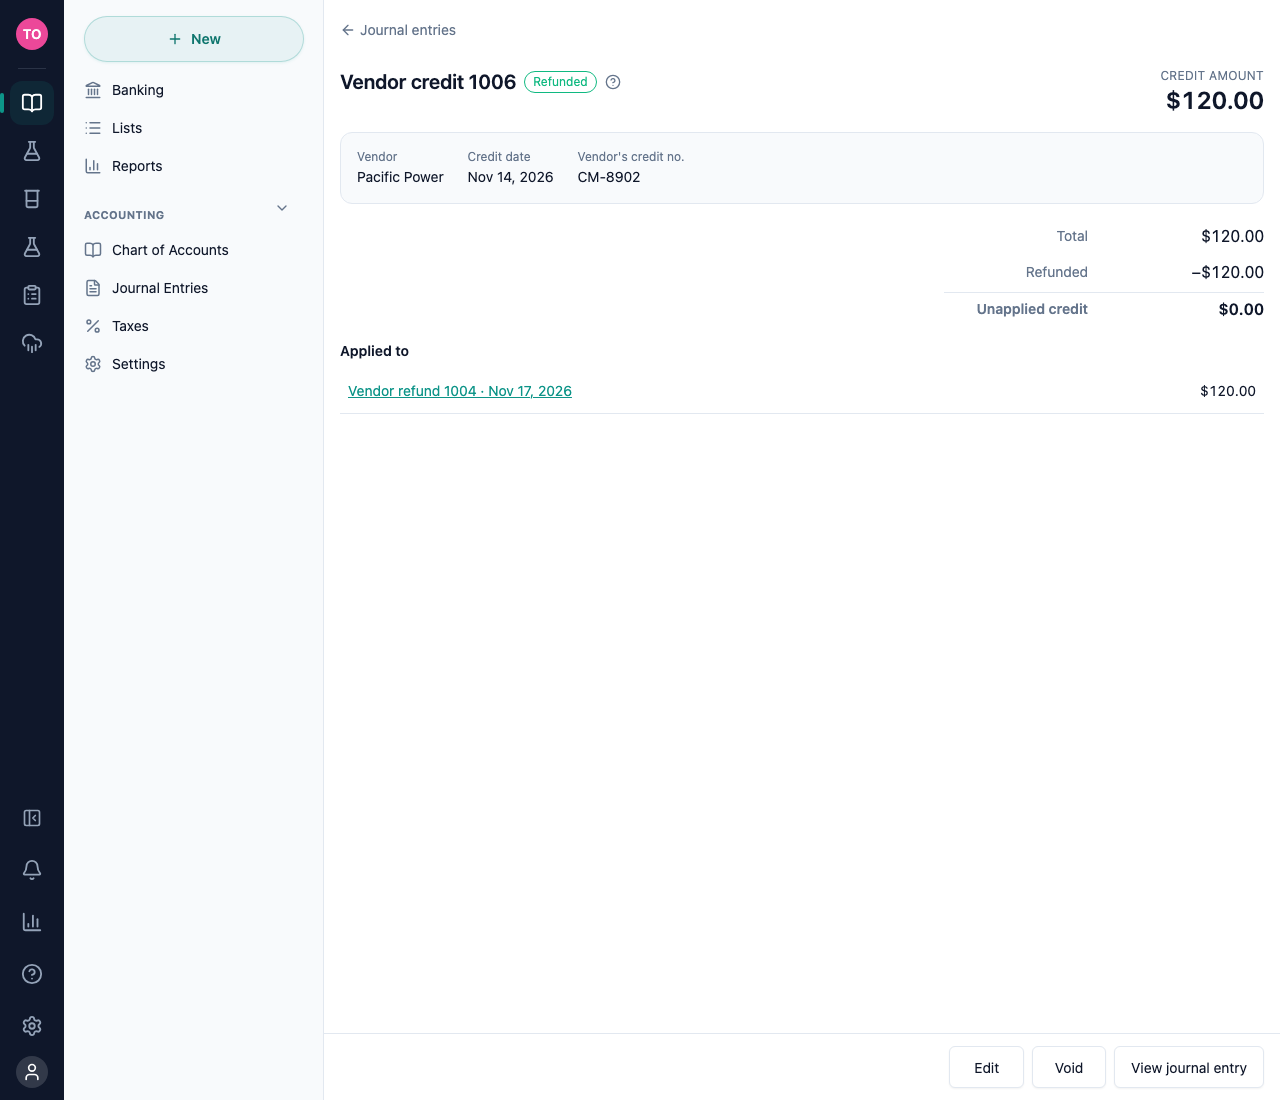 TO
New
Banking
Lists
Reports
ACCOUNTING
Chart of Accounts
Journal Entries
Taxes
Settings
Journal entries
Vendor credit 1006
Refunded
CREDIT AMOUNT
$120.00
Vendor
Credit date
Vendor's credit no.
Pacific Power
Nov 14, 2026
CM-8902
Total
$120.00
Refunded
–$120.00
Unapplied credit
$0.00
Applied to
Vendor refund 1004 · Nov 17, 2026
$120.00
Edit
Void
View journal entry